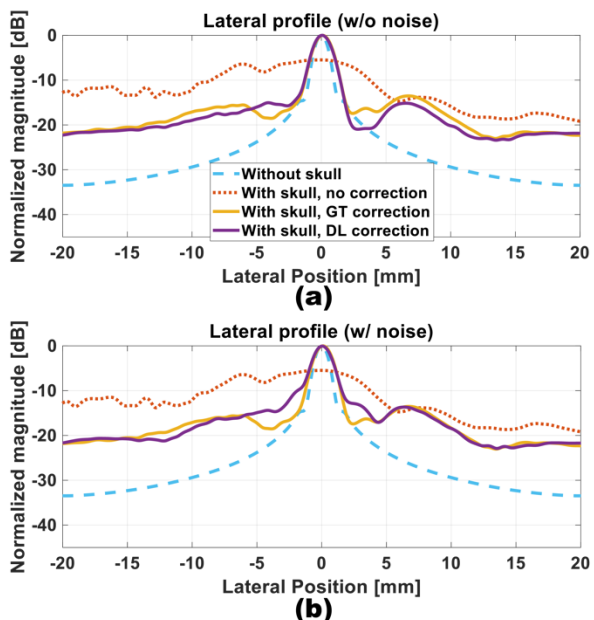 Lateral profile (w/o noise)
Normalized magnitude [dB]
0
-10
-20
-30
-40
Without skull
With skull, no correction
With skull, GT correction
With skull, DL correction
-20 -15 -10 -5 0 5 10 15 20
Lateral Position [mm]
(a)
Lateral profile (w/ noise)
Normalized magnitude [dB]
0
-10
-20
-30
-40
-20 -15 -10 -5 0 5 10 15 20
Lateral Position [mm]
(b)